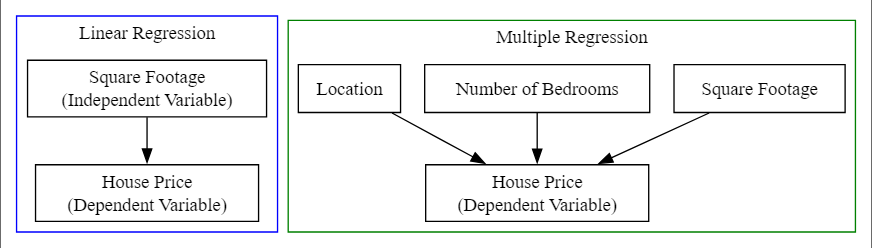 Linear Regression
Square Footage
(Independent Variable)
House Price
(Dependent Variable)
Multiple Regression
Location
Number of Bedrooms
Square Footage
House Price
(Dependent Variable)